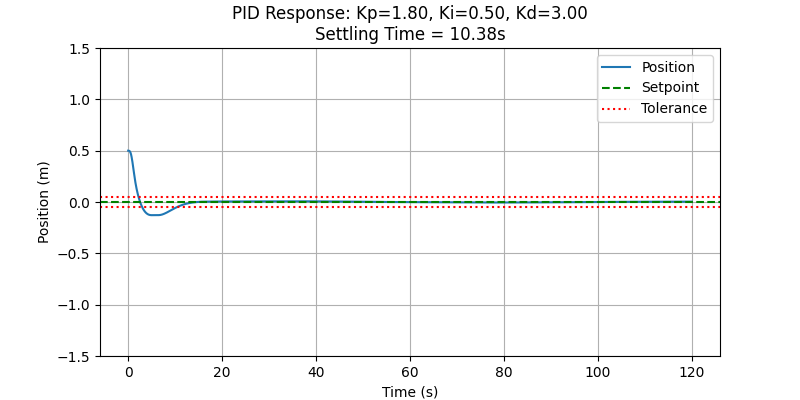 PID Response: Kp=1.80, Ki=0.50, Kd=3.00
Settling Time = 10.38s
Position
Setpoint
Tolerance
Position (m)
1.5
1.0
0.5
0.0
−0.5
−1.0
−1.5
0 20 40 60 80 100 120
Time (s)